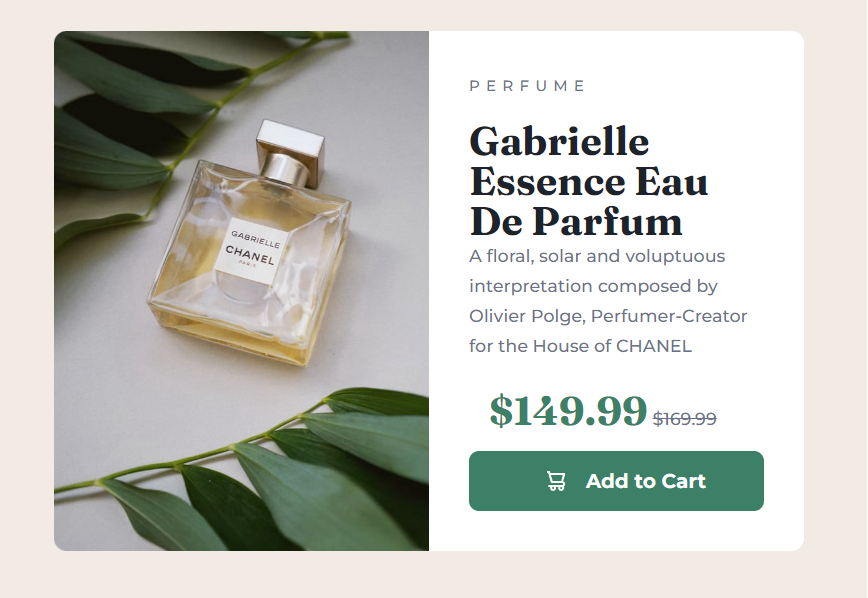 PERFUME
Gabrielle
Essence Eau
De Parfum
A floral, solar and voluptuous
interpretation composed by
Olivier Polge, Perfumer-Creator
for the House of CHANEL
$149.99 $169.99
Add to Cart
GABRIELLE
CHANEL
PARIS